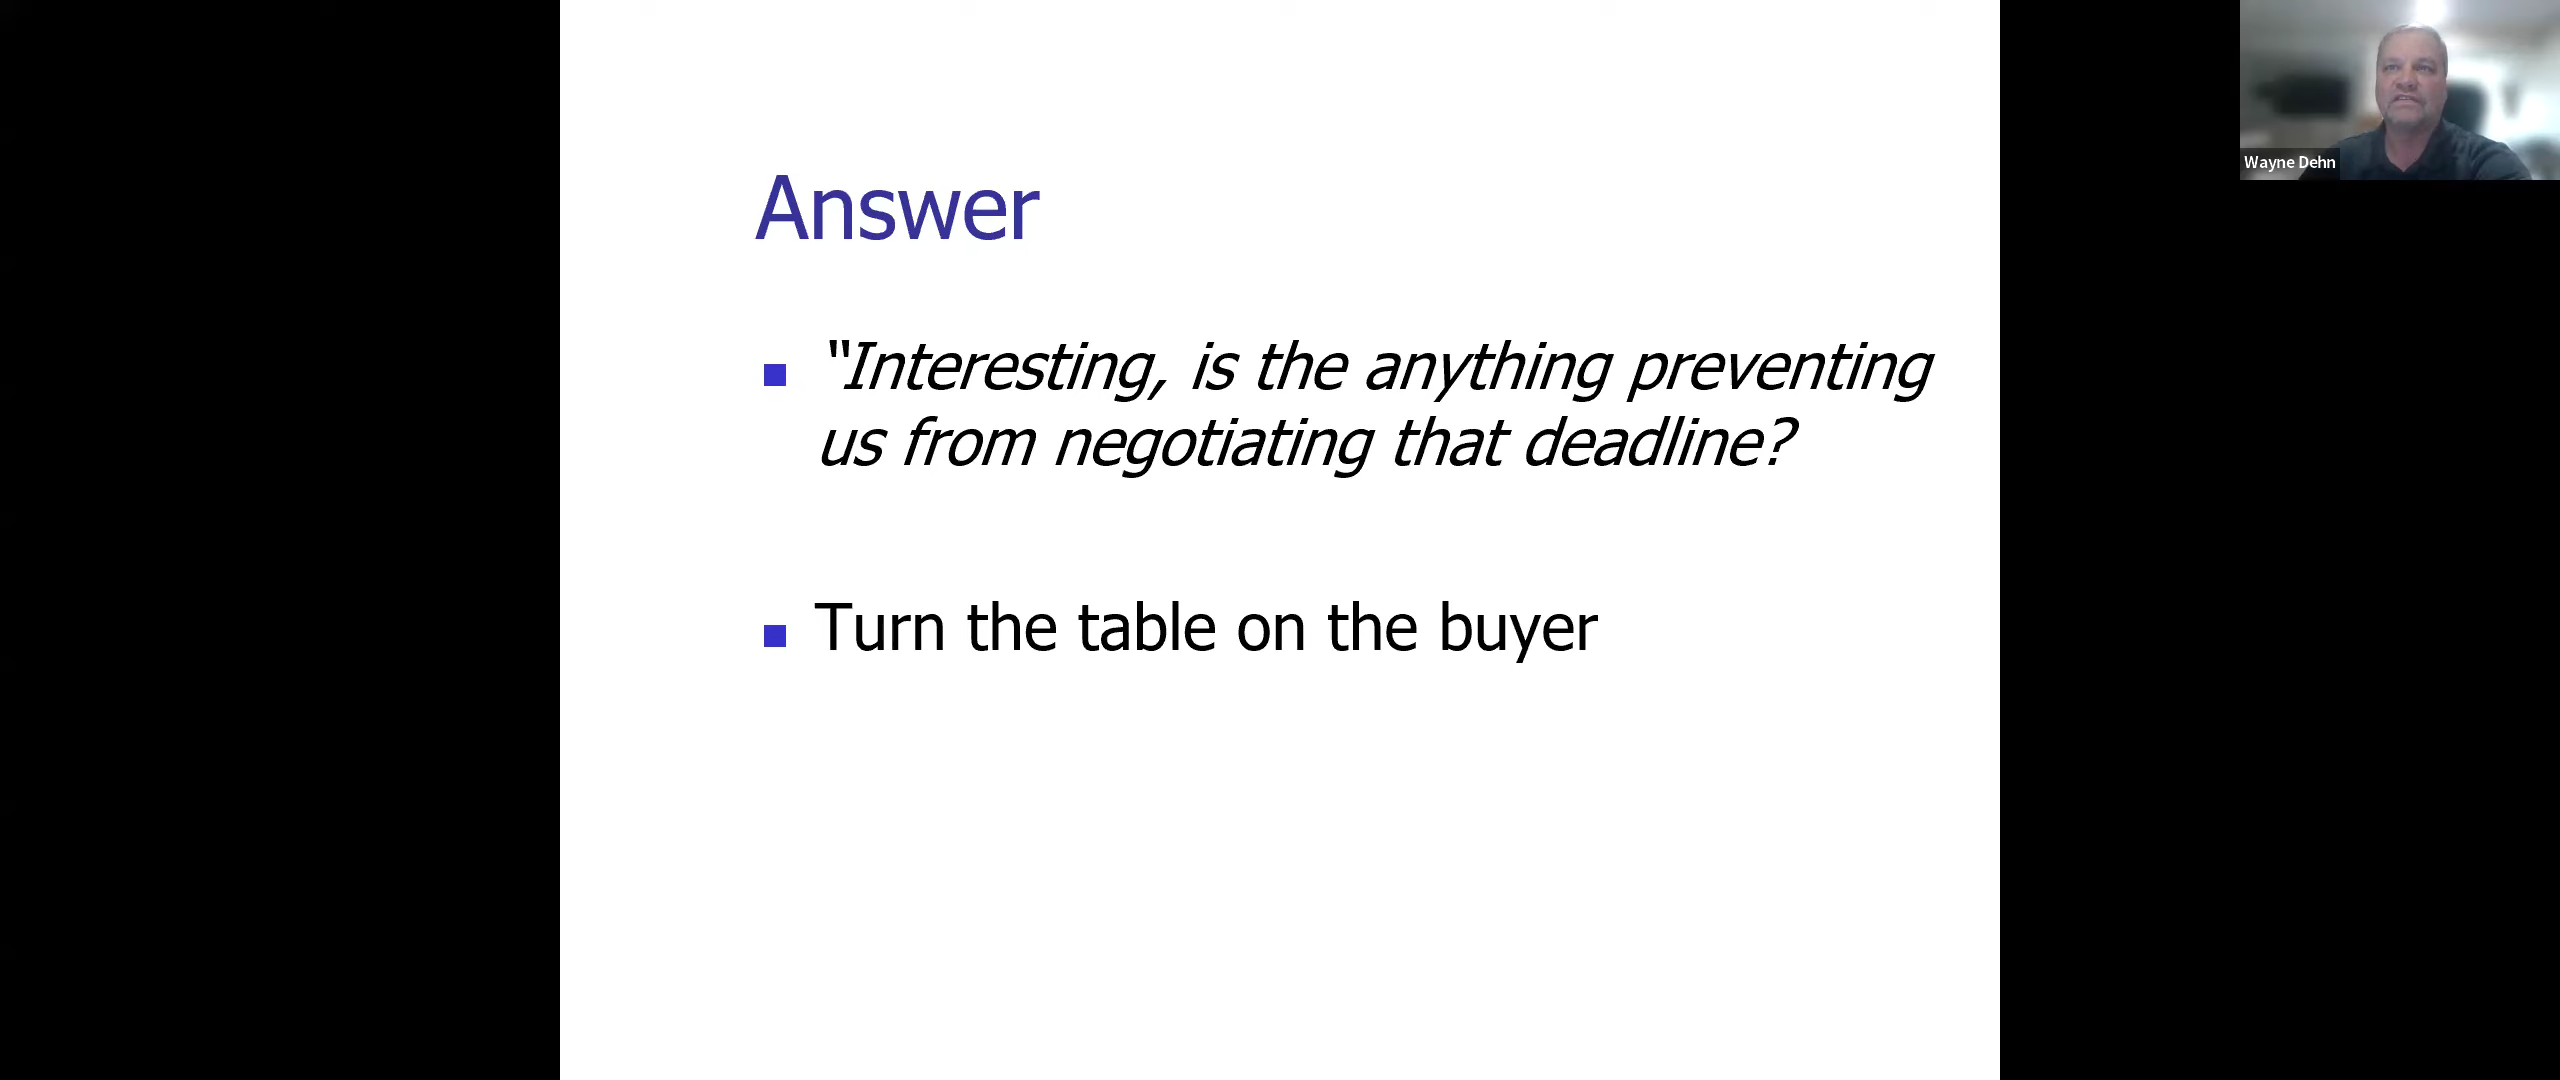 Answer
“Interesting, is the anything preventing
us from negotiating that deadline?
Turn the table on the buyer
Wayne Dehn